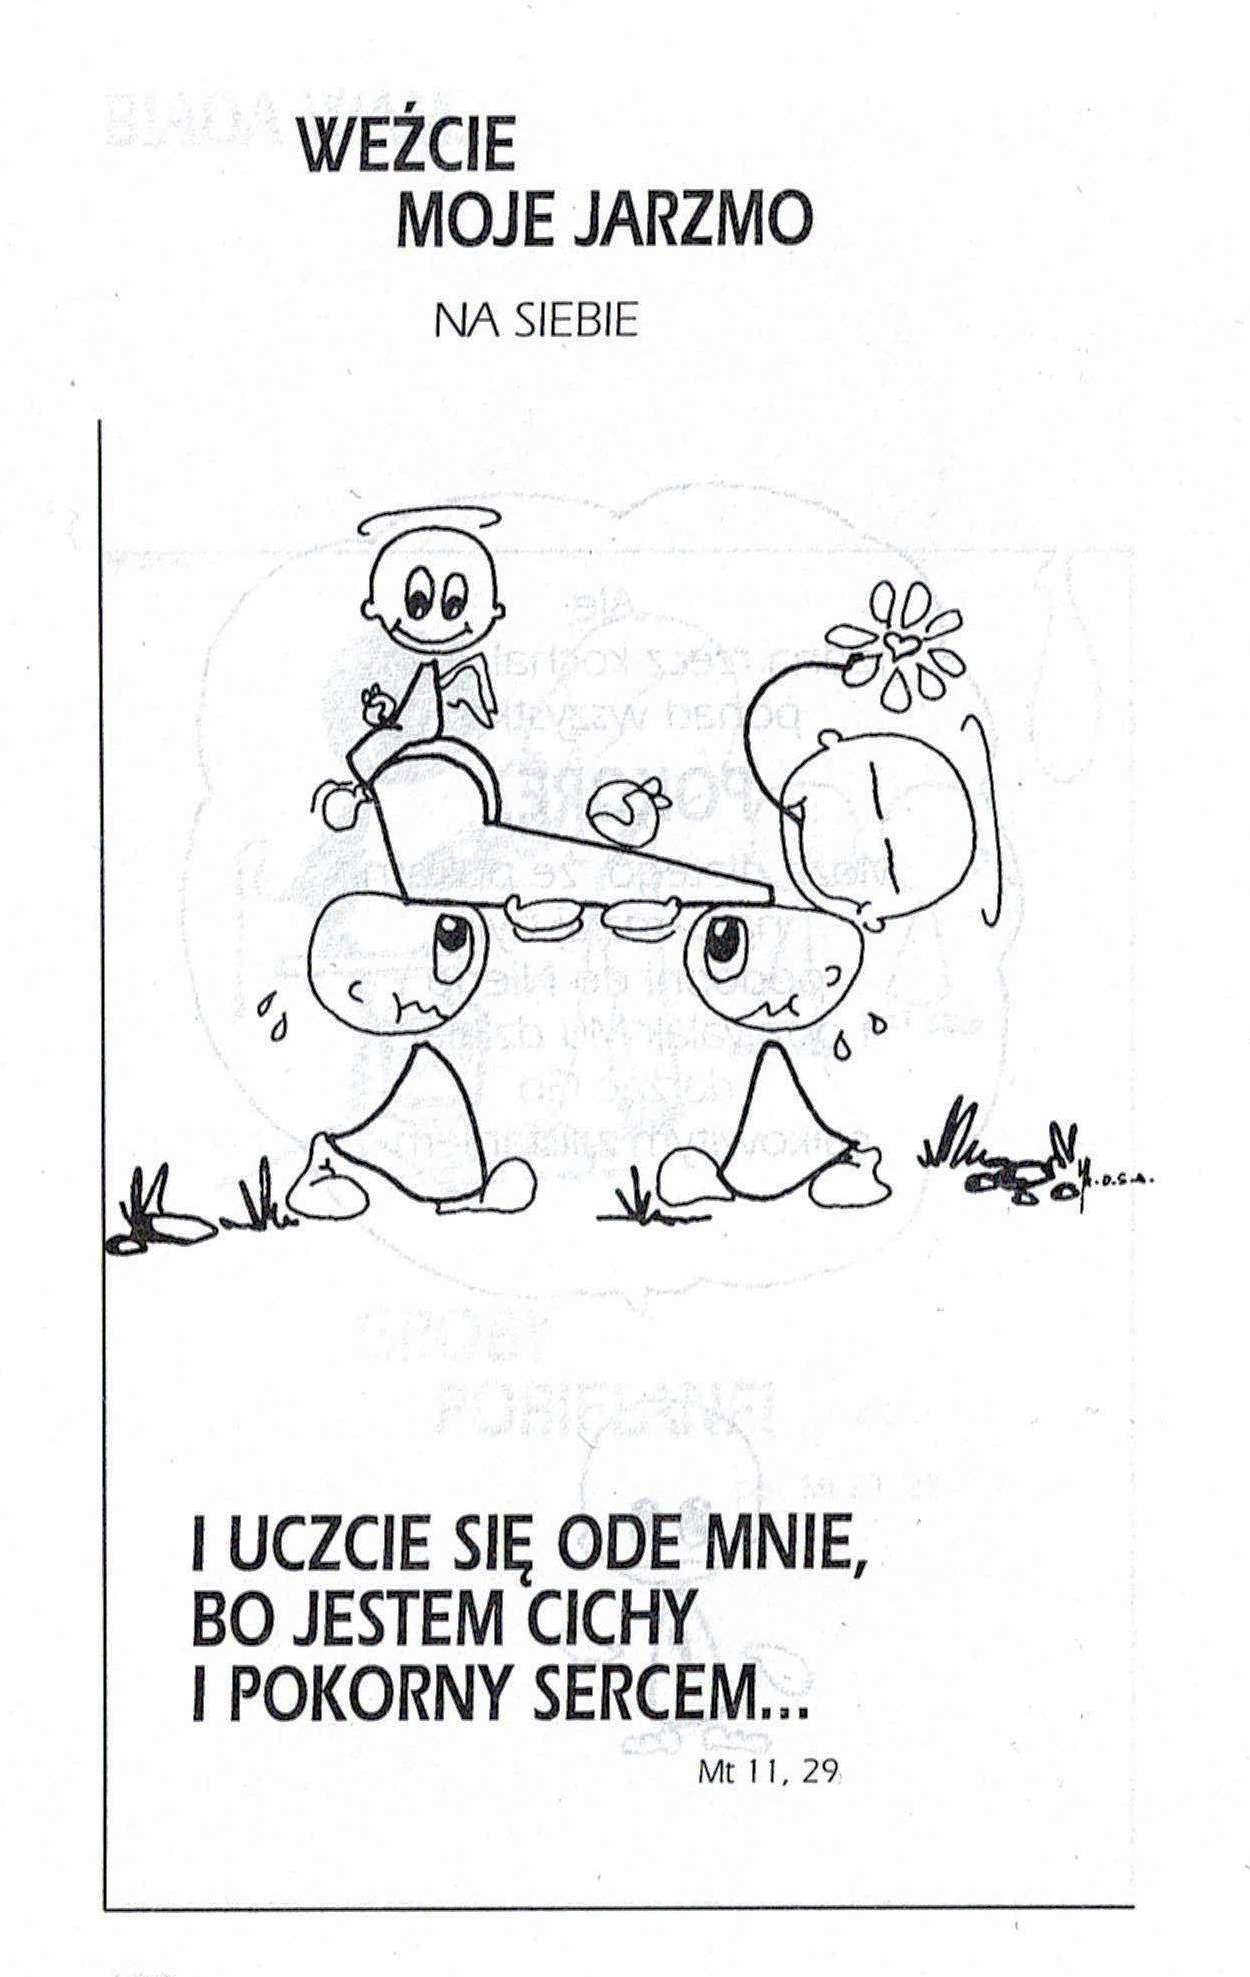 WEŹCIE
MOJE JARZMO
NA SIEBIE
I UCZCIE SIĘ ODE MNIE,
BO JESTEM CICHY
I POKORNY SERCEM...
Mt 11, 29